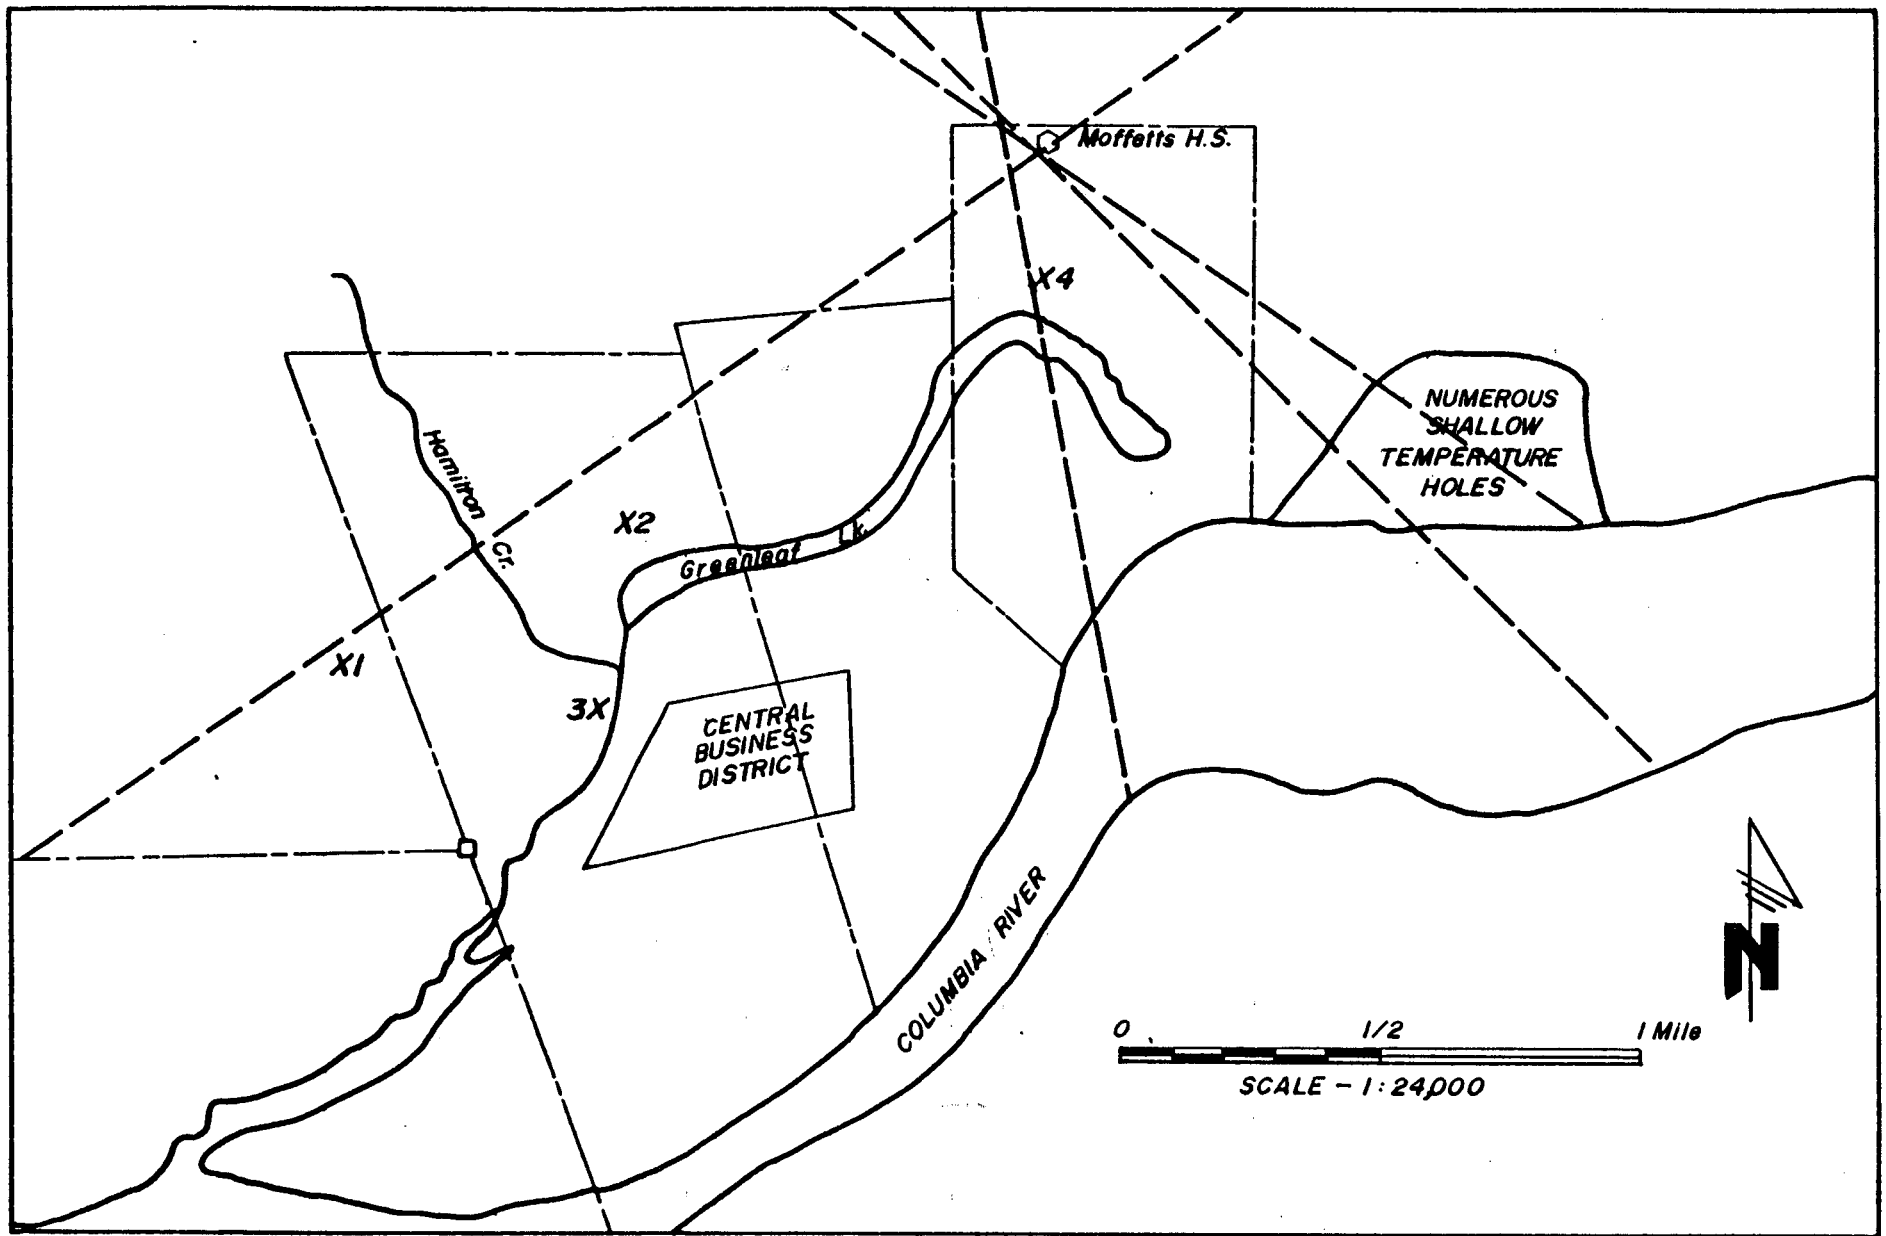 Moffetts H.S.
X4
NUMEROUS
SHALLOW
TEMPERATURE
HOLES
Hamilton Cr.
X2
Greenleaf Lk.
X1
3X
CENTRAL
BUSINESS
DISTRICT
COLUMBIA RIVER
N
0 1/2 1 Mile
SCALE - 1:24,000